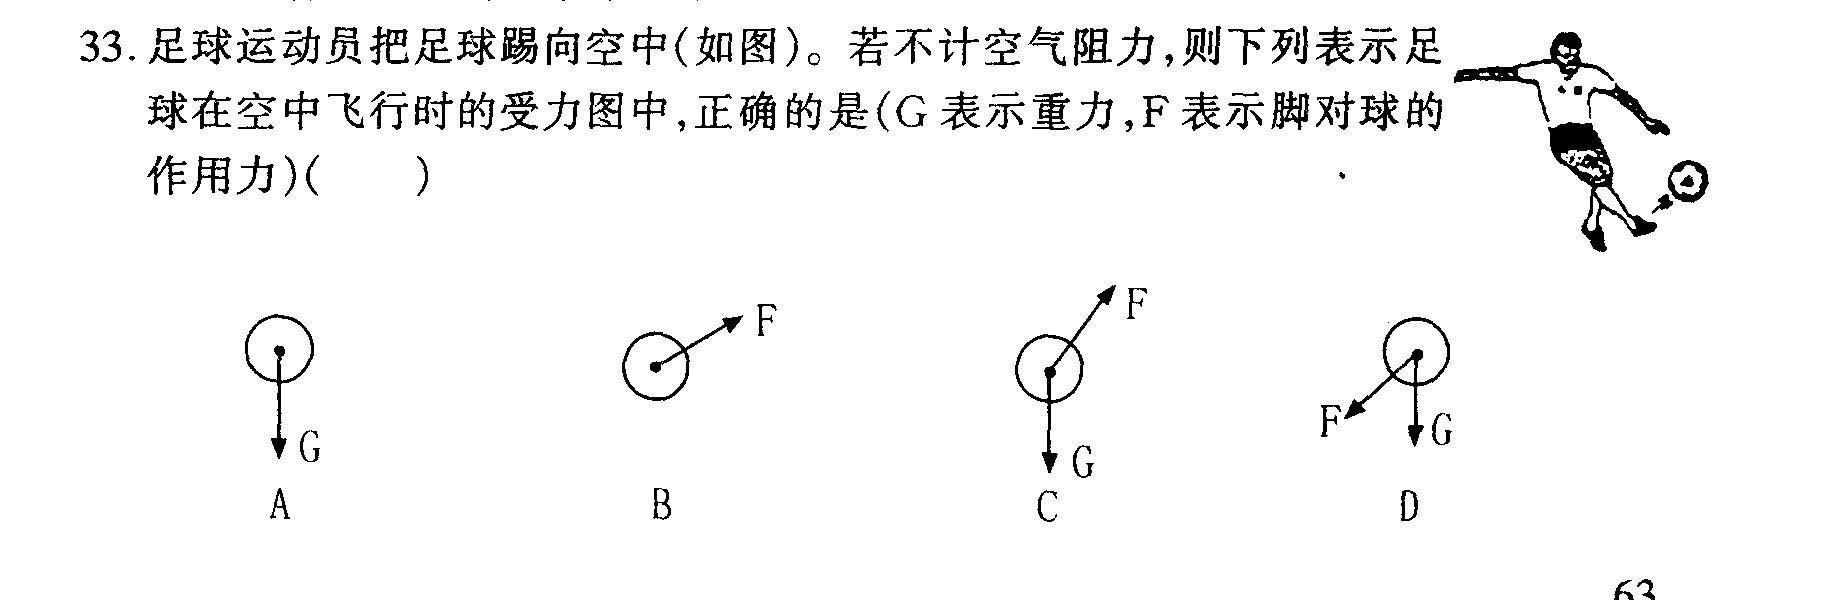 33. 足球运动员把足球踢向空中(如图)。若不计空气阻力,则下列表示足
球在空中飞行时的受力图中,正确的是(G 表示重力,F 表示脚对球的
作用力)(    )
F F
F G
G G
A B C D
63